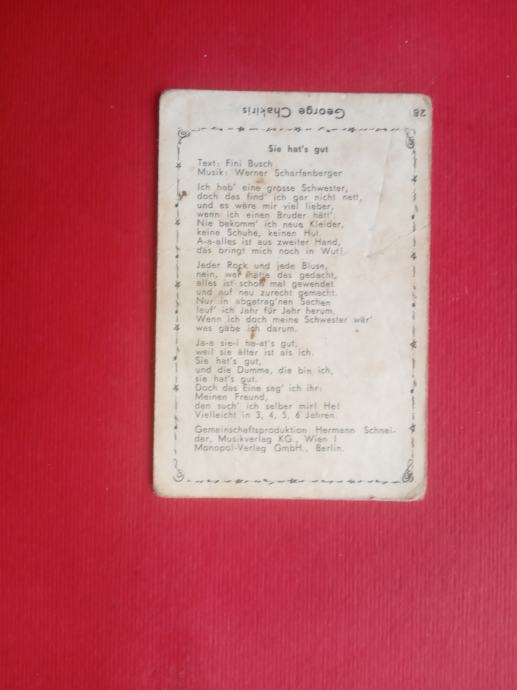 28
George Chakiris
Sie hat's gut
Text: Fini Busch
Musik: Werner Scharfenberger
Ich hab' eine grosse Schwester,
doch das find' ich gar nicht nett,
und es wäre mir viel lieber,
wenn ich einen Bruder hätt'.
Nie bekomm' ich neue Kleider,
keine Schuhe, keinen Hut.
A-a-alles ist aus zweiter Hand,
das bringt mich noch in Wut!
Jeder Rock und jede Bluse,
nein, wer hätte das gedacht,
alles ist schon mal gewendet
und auf neu zurecht gemacht.
Nur in abgetrag'nen Sachen
lauf' ich Jahr für Jahr herum.
Wenn ich doch meine Schwester wär'
was gäbe ich darum.
Ja-a sie-i ha-at's gut,
weil sie älter ist als ich.
Sie hat's gut,
und die Dumme, die bin ich,
sie hat's gut.
Doch das Eine sag' ich ihr:
Meinen Freund,
den such' ich selber mir! He!
Vielleicht in 3, 4, 5, 6 Jahren.
Gemeinschaftsproduktion Hermann Schnei-
der, Musikverlag KG., Wien I
Monopol-Verlag GmbH., Berlin.